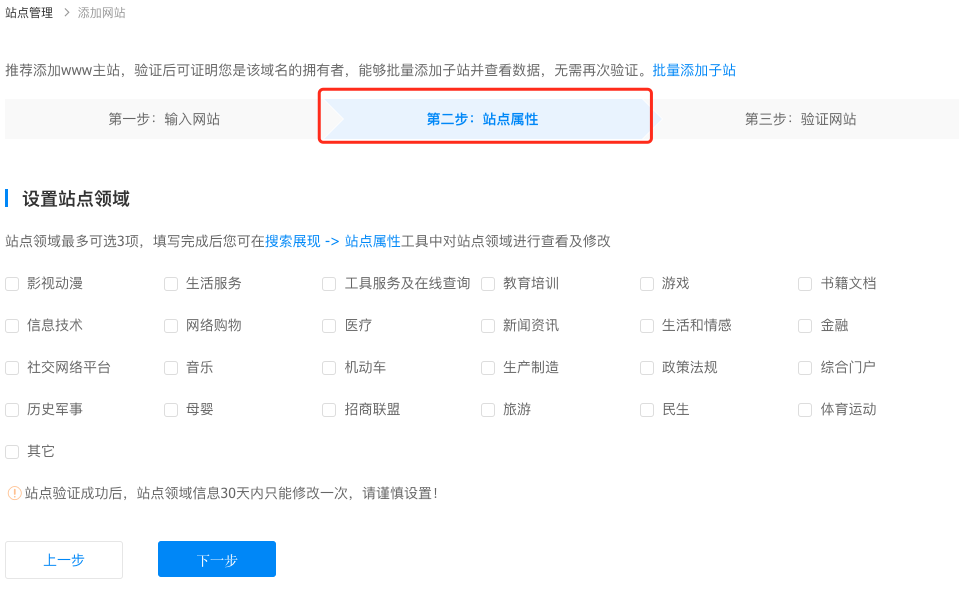 站点管理 > 添加网站
推荐添加www主站，验证后可证明您是该域名的拥有者，能够批量添加子站并查看数据，无需再次验证。批量添加子站
第一步：输入网站 第二步：站点属性 第三步：验证网站
设置站点领域
站点领域最多可选3项，填写完成后您可在搜索展现 -> 站点属性工具中对站点领域进行查看及修改
影视动漫 生活服务 工具服务及在线查询 教育培训 游戏 书籍文档
信息技术 网络购物 医疗 新闻资讯 生活和情感 金融
社交网络平台 音乐 机动车 生产制造 政策法规 综合门户
历史军事 母婴 招商联盟 旅游 民生 体育运动
其它
站点验证成功后，站点领域信息30天内只能修改一次，请谨慎设置！
上一步 下一步